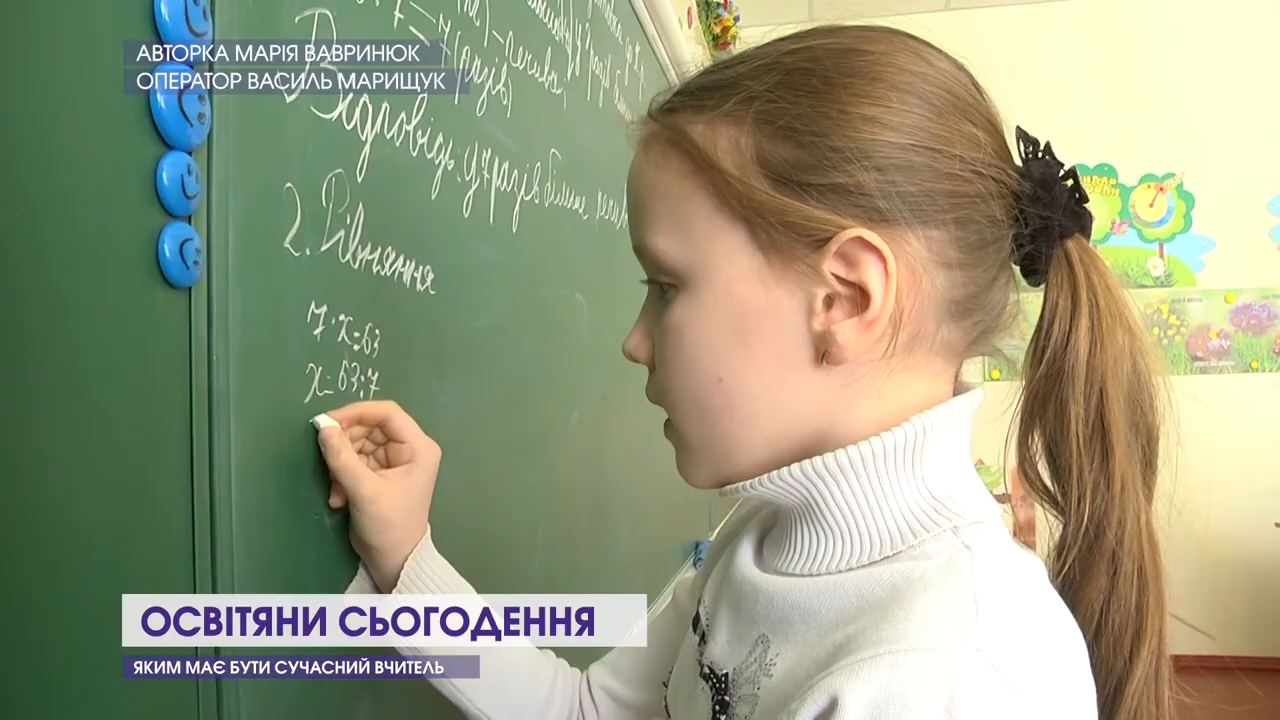 АВТОРКА МАРІЯ ВАВРИНЮК
ОПЕРАТОР ВАСИЛЬ МАРИЩУК
Відповідь: у 7 разів більше
2. Рівняння
7·х=63
х=63:7
ОСВІТЯНИ СЬОГОДЕННЯ
ЯКИМ МАЄ БУТИ СУЧАСНИЙ ВЧИТЕЛЬ